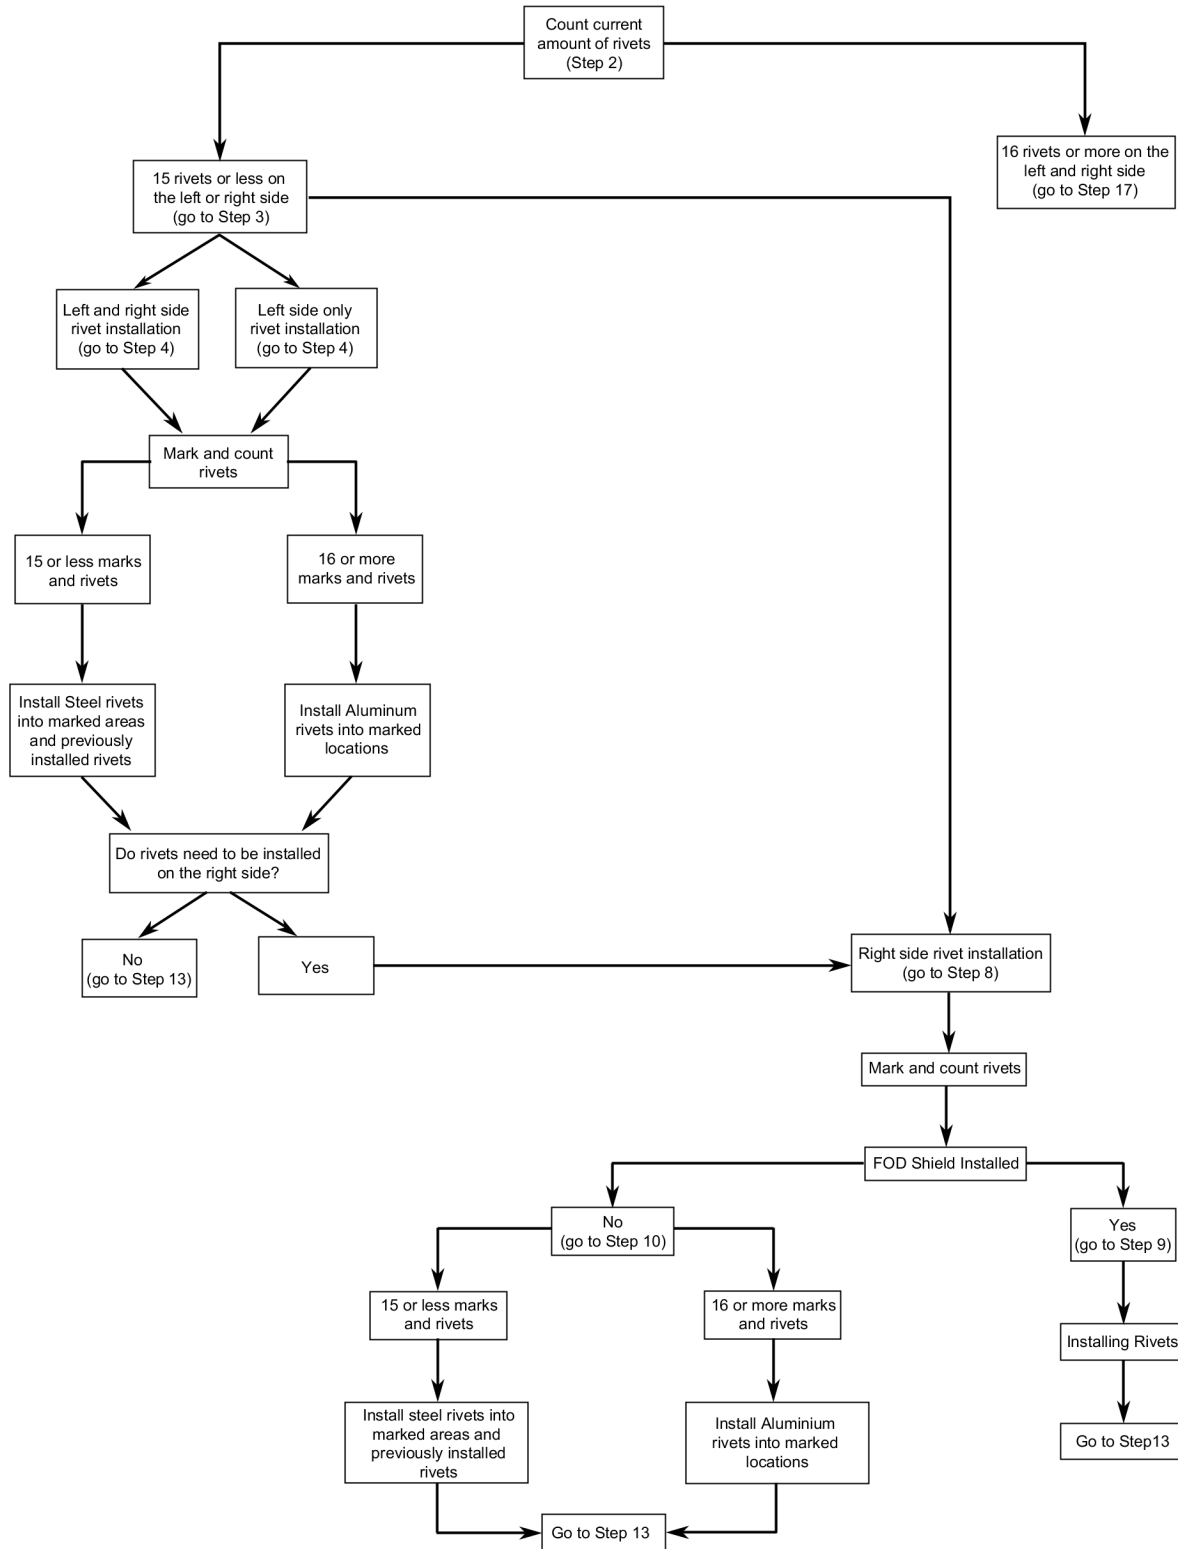 Count current
amount of rivets
(Step 2)
15 rivets or less on
the left or right side
(go to Step 3)
16 rivets or more on the
left and right side
(go to Step 17)
Left and right side
rivet installation
(go to Step 4)
Left side only
rivet installation
(go to Step 4)
Mark and count
rivets
15 or less marks
and rivets
16 or more
marks and rivets
Install Steel rivets
into marked areas
and previously
installed rivets
Install Aluminum
rivets into marked
locations
Do rivets need to be installed
on the right side?
No
(go to Step 13)
Yes
Right side rivet installation
(go to Step 8)
Mark and count rivets
FOD Shield Installed
No
(go to Step 10)
Yes
(go to Step 9)
15 or less marks
and rivets
16 or more marks
and rivets
Installing Rivets
Install steel rivets into
marked areas and
previously installed
rivets
Install Aluminium
rivets into marked
locations
Go to Step13
Go to Step 13